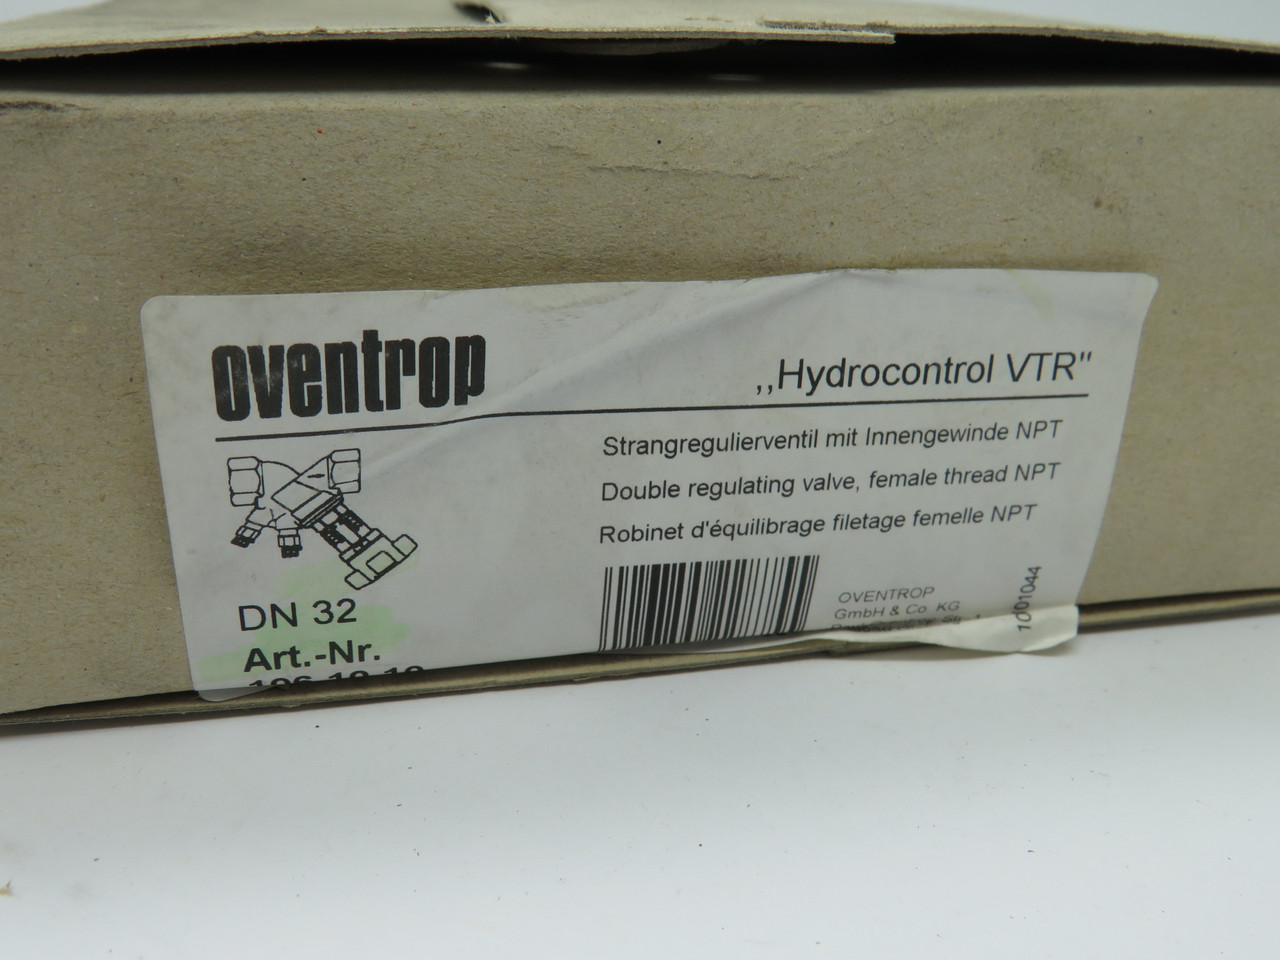 oventrop
,,Hydrocontrol VTR"
Strangregulierventil mit Innengewinde NPT
Double regulating valve, female thread NPT
Robinet d'équilibrage filetage femelle NPT
DN 32
Art.-Nr.
OVENTROP
GmbH & Co. KG
1001044